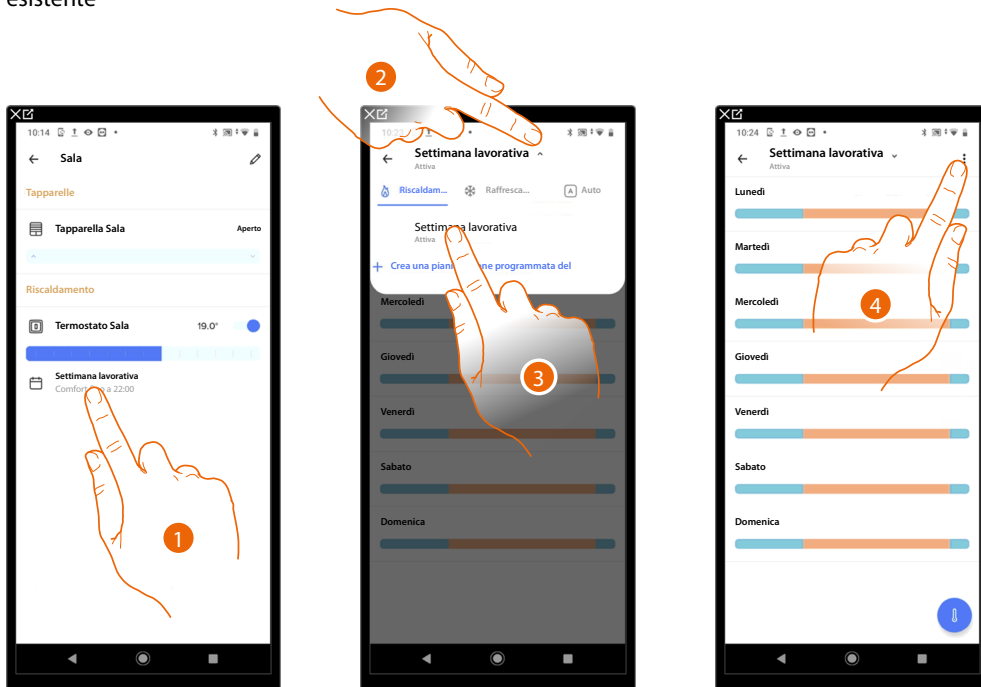 esistente
2
10:14
Sala
Tapparelle
Tapparella Sala
Aperto
Riscaldamento
Termostato Sala
19.0°
Settimana lavorativa
Comfort a 22:00
1
10:23
Settimana lavorativa
Attiva
Riscaldam...
Raffresca...
A Auto
Settimana lavorativa
Attiva
+ Crea una programmata del
Mercoledì
Giovedì
3
Venerdì
Sabato
Domenica
10:24
Settimana lavorativa
Attiva
Lunedì
Martedì
Mercoledì
4
Giovedì
Venerdì
Sabato
Domenica